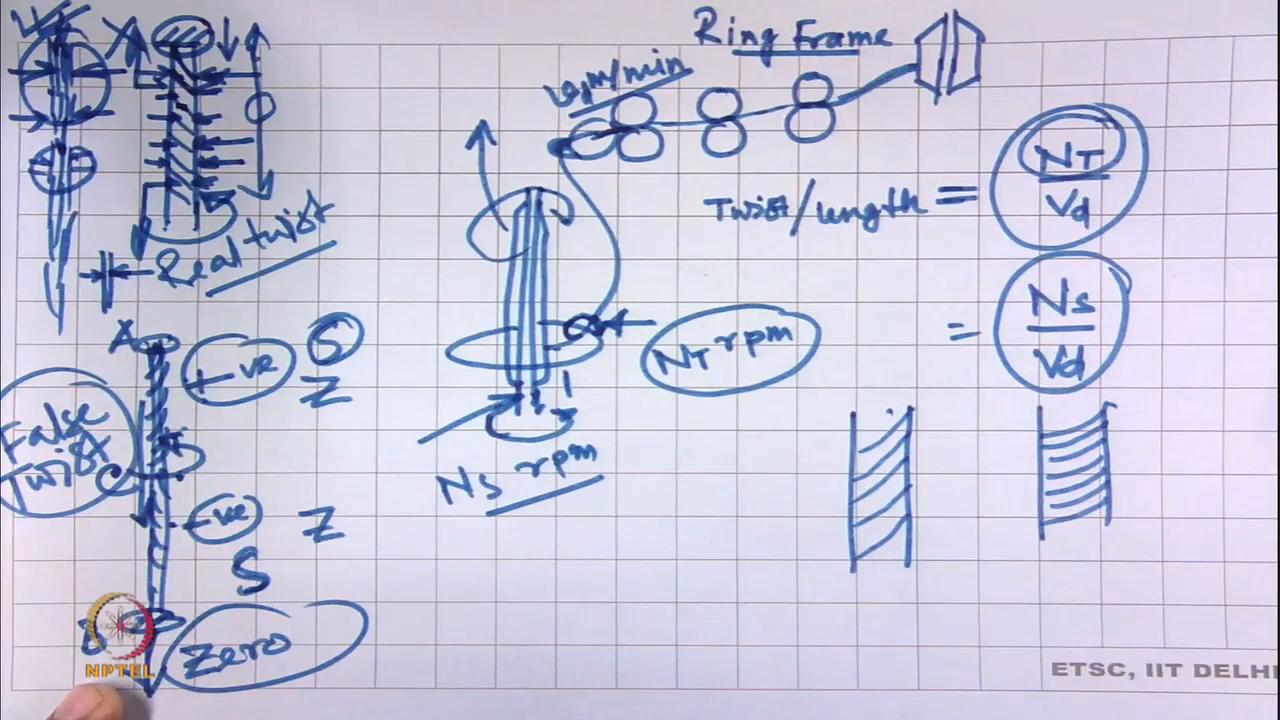 Ring Frame
m/min
Twist/length = NT/Vd
= Ns/Vd
Real twist
NT rpm
Ns rpm
A
+ve S
Z
False
Twist
-ve Z
S
B
Zero
NPTEL
ETSC, IIT DELHI